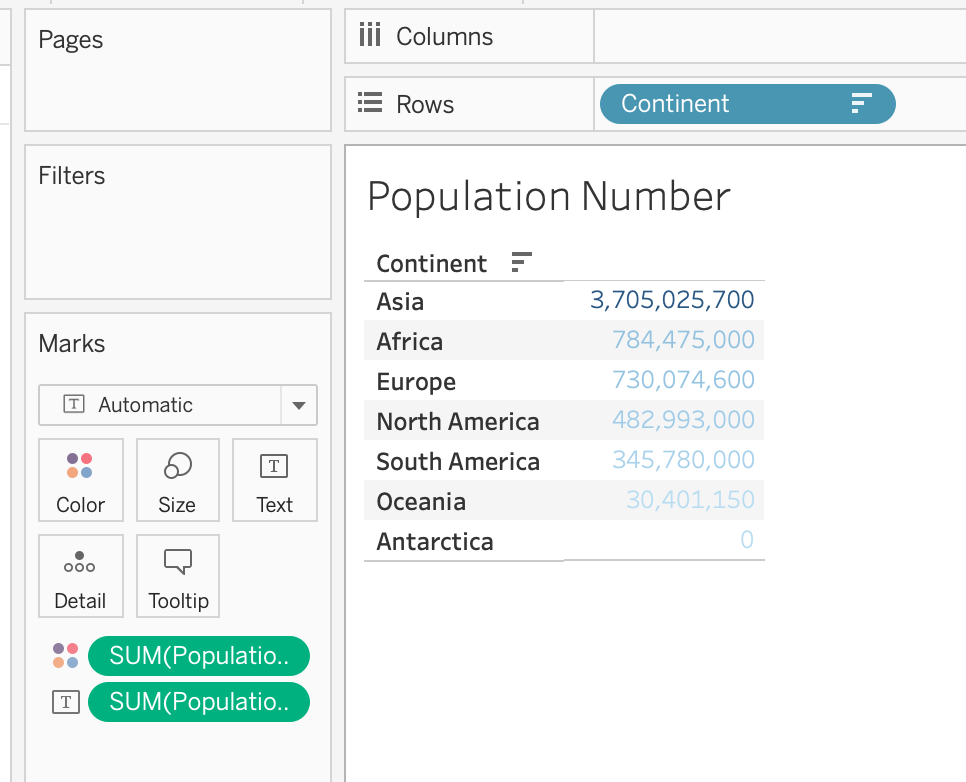 Pages
Columns
Rows
Continent
Filters
Marks
T Automatic
Color
Size
T
Text
Detail
Tooltip
SUM(Populatio..
T SUM(Populatio..
Population Number
Continent
Asia 3,705,025,700
Africa 784,475,000
Europe 730,074,600
North America 482,993,000
South America 345,780,000
Oceania 30,401,150
Antarctica 0